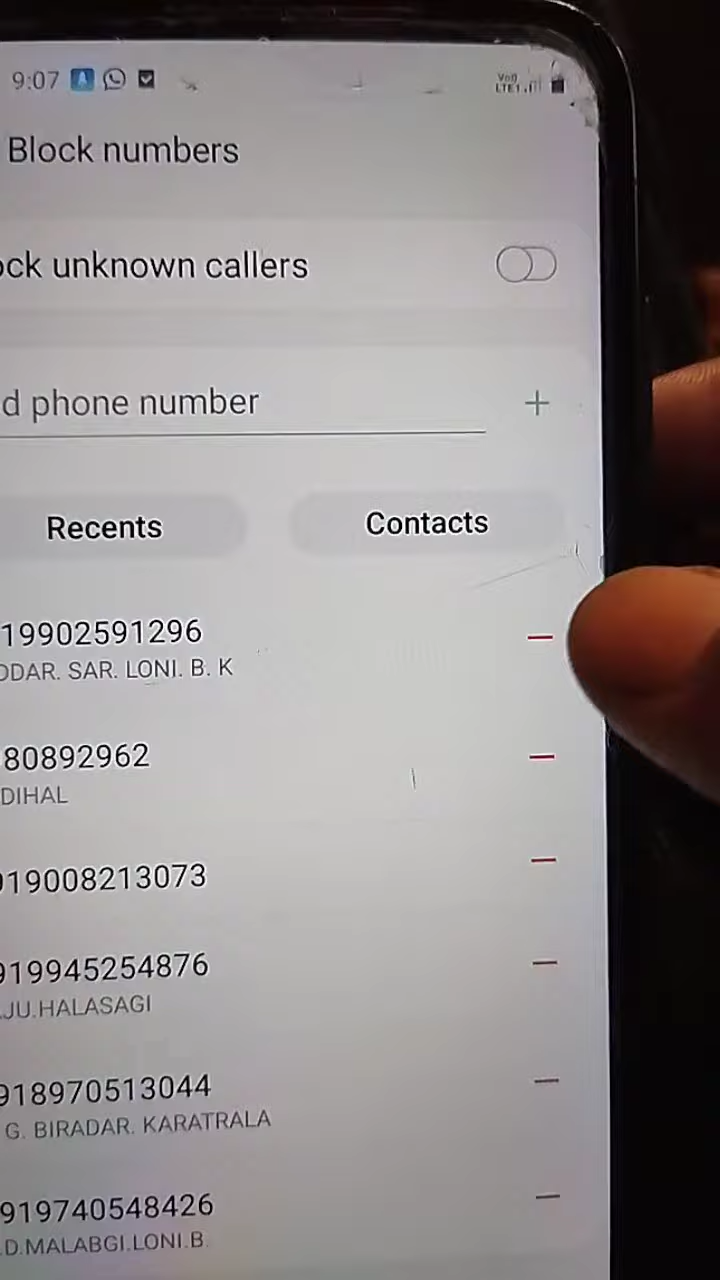 9:07
Block numbers
ock unknown callers
d phone number
Recents
Contacts
19902591296
DDAR. SAR. LONI. B. K
80892962
DIHAL
919008213073
919945254876
JU.HALASAGI
918970513044
G. BIRADAR. KARATRALA
919740548426
.D.MALABGI.LONI.B.